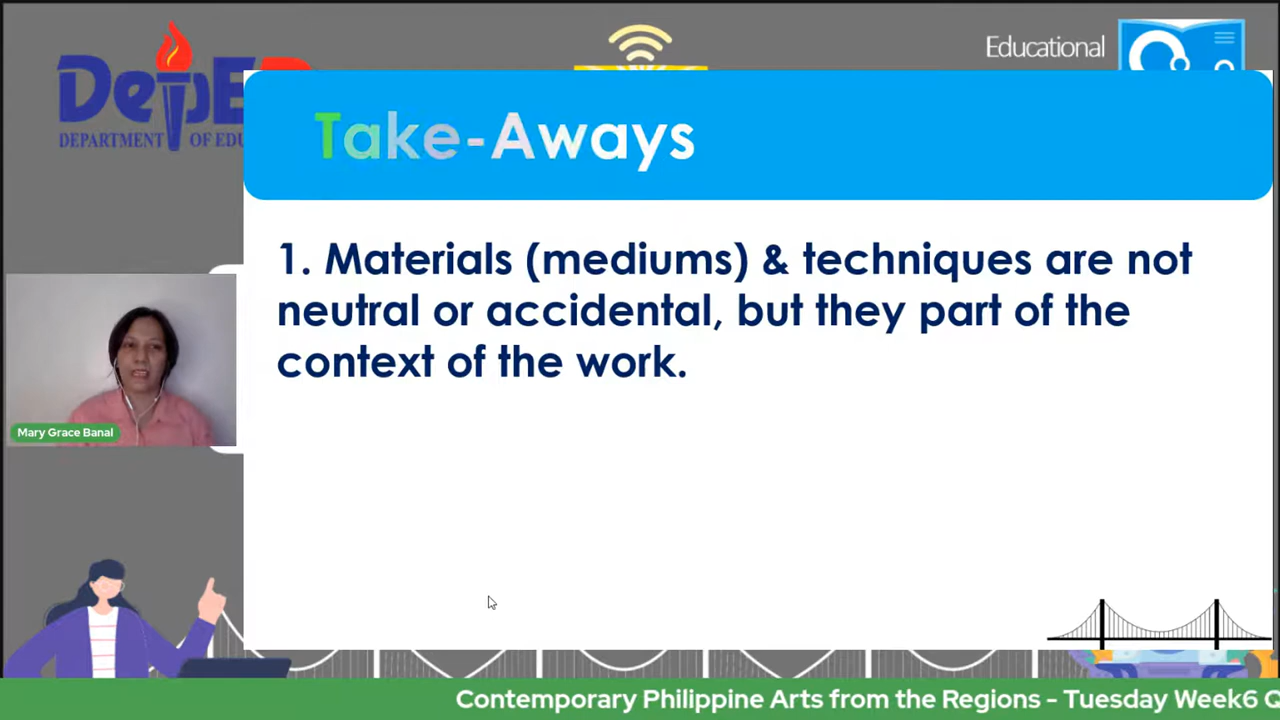 DepED
DEPARTMENT OF EDU
Educational
Take-Aways
1. Materials (mediums) & techniques are not
neutral or accidental, but they part of the
context of the work.
Mary Grace Banal
Contemporary Philippine Arts from the Regions - Tuesday Week6 Q